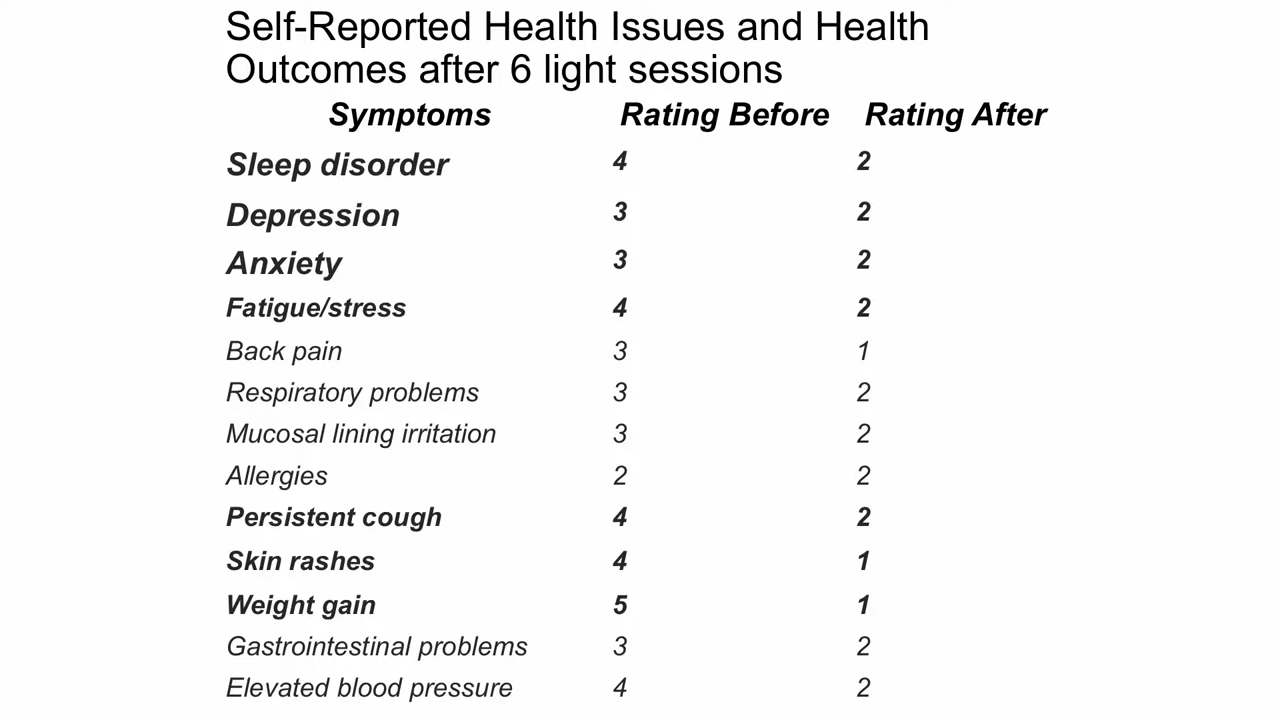 Self-Reported Health Issues and Health
Outcomes after 6 light sessions
Symptoms Rating Before Rating After
Sleep disorder 4 2
Depression 3 2
Anxiety 3 2
Fatigue/stress 4 2
Back pain 3 1
Respiratory problems 3 2
Mucosal lining irritation 3 2
Allergies 2 2
Persistent cough 4 2
Skin rashes 4 1
Weight gain 5 1
Gastrointestinal problems 3 2
Elevated blood pressure 4 2